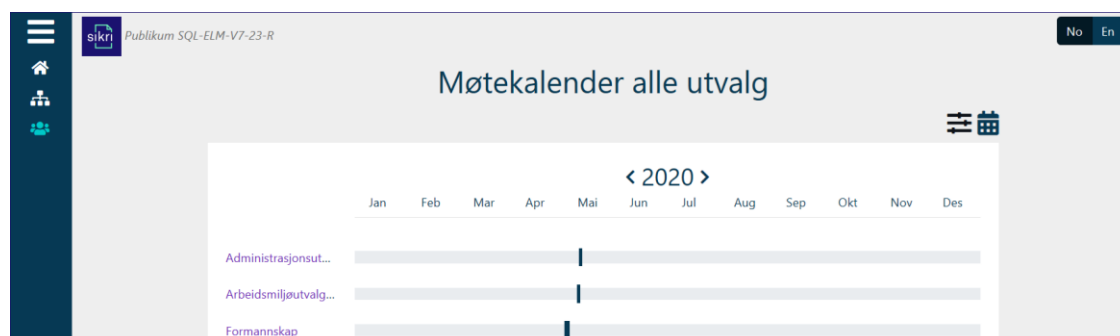 sikri Publikum SQL-ELM-V7-23-R No En
Møtekalender alle utvalg
< 2020 >
Jan Feb Mar Apr Mai Jun Jul Aug Sep Okt Nov Des
Administrasjonsut...
Arbeidsmiljøutvalg...
Formannskap